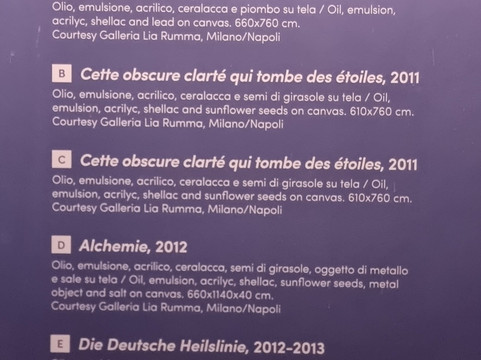 Olio, emulsione, acrilico, ceralacca e piombo su tela / Oil, emulsion,
acrilyc, shellac and lead on canvas. 660x760 cm.
Courtesy Galleria Lia Rumma, Milano/Napoli
B Cette obscure clarté qui tombe des étoiles, 2011
Olio, emulsione, acrilico, ceralacca e semi di girasole su tela / Oil,
emulsion, acrilyc, shellac and sunflower seeds on canvas. 610x760 cm.
Courtesy Galleria Lia Rumma, Milano/Napoli
C Cette obscure clarté qui tombe des étoiles, 2011
Olio, emulsione, acrilico, ceralacca e semi di girasole su tela / Oil,
emulsion, acrilyc, shellac and sunflower seeds on canvas. 610x760 cm.
Courtesy Galleria Lia Rumma, Milano/Napoli
D Alchemie, 2012
Olio, emulsione, acrilico, ceralacca, semi di girasole, oggetto di metallo
e sale su tela / Oil, emulsion, acrylic, shellac, sunflower seeds, metal
object and salt on canvas. 660x1140x40 cm.
Courtesy Galleria Lia Rumma, Milano/Napoli
E Die Deutsche Heilslinie, 2012-2013